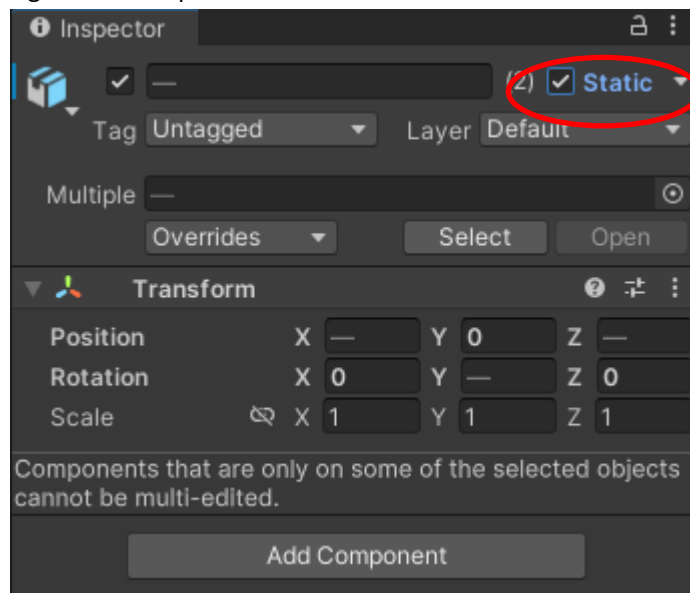 Inspector
— (2) Static
Tag Untagged Layer Default
Multiple —
Overrides Select Open
Transform
Position X — Y 0 Z —
Rotation X 0 Y — Z 0
Scale X 1 Y 1 Z 1
Components that are only on some of the selected objects
cannot be multi-edited.
Add Component